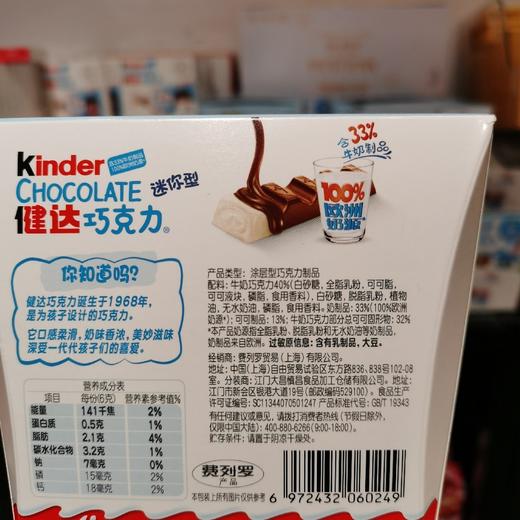 Kinder
CHOCOLATE 迷你型
健达巧克力®
含33%
牛奶制品
100%
欧洲
奶源
你知道吗?
健达巧克力诞生于1968年,
是为孩子设计的巧克力。
它口感柔滑,奶味香浓,美妙滋味
深受一代代孩子们的喜爱。
产品类型:涂层型巧克力制品
配料:牛奶巧克力40%(白砂糖,全脂乳粉,可可脂,
可可液块,磷脂,食用香料),白砂糖,脱脂乳粉,植物
油,无水奶油,磷脂,食用香料。奶制品:33%(100%欧洲
奶源*);可可制品:13%;牛奶巧克力部分总可可固形物:32%
*本产品奶源指全脂乳粉、脱脂乳粉和无水奶油等奶制品,
奶制品来自欧洲。过敏原信息:含有乳制品,大豆。
经销商:费列罗贸易(上海)有限公司。
地址:中国(上海)自由贸易试验区东方路836、838号102-08
室。分装商:江门大昌慎昌食品加工仓储有限公司。
地址:江门市新会区银港大道19号(邮政编码529100)。食品生产
许可证编号:SC11344070501247 产品标准代号:GB/T 19343
有任何建议或意见,请拨打消费者热线(节假日除外,
仅限中国大陆):400-880-6266(9:00-18:00)。
贮存条件:请置于阴凉干燥处。
营养成分表
项目 每份(6克) 营养素参考值%
能量 141千焦 2%
蛋白质 0.5克 1%
脂肪 2.1克 4%
碳水化合物 3.2克 1%
钠 7毫克 0%
磷 15毫克 2%
钙 18毫克 2%
费列罗
产品
本包装上所有图片仅供参考
6 972432 060249